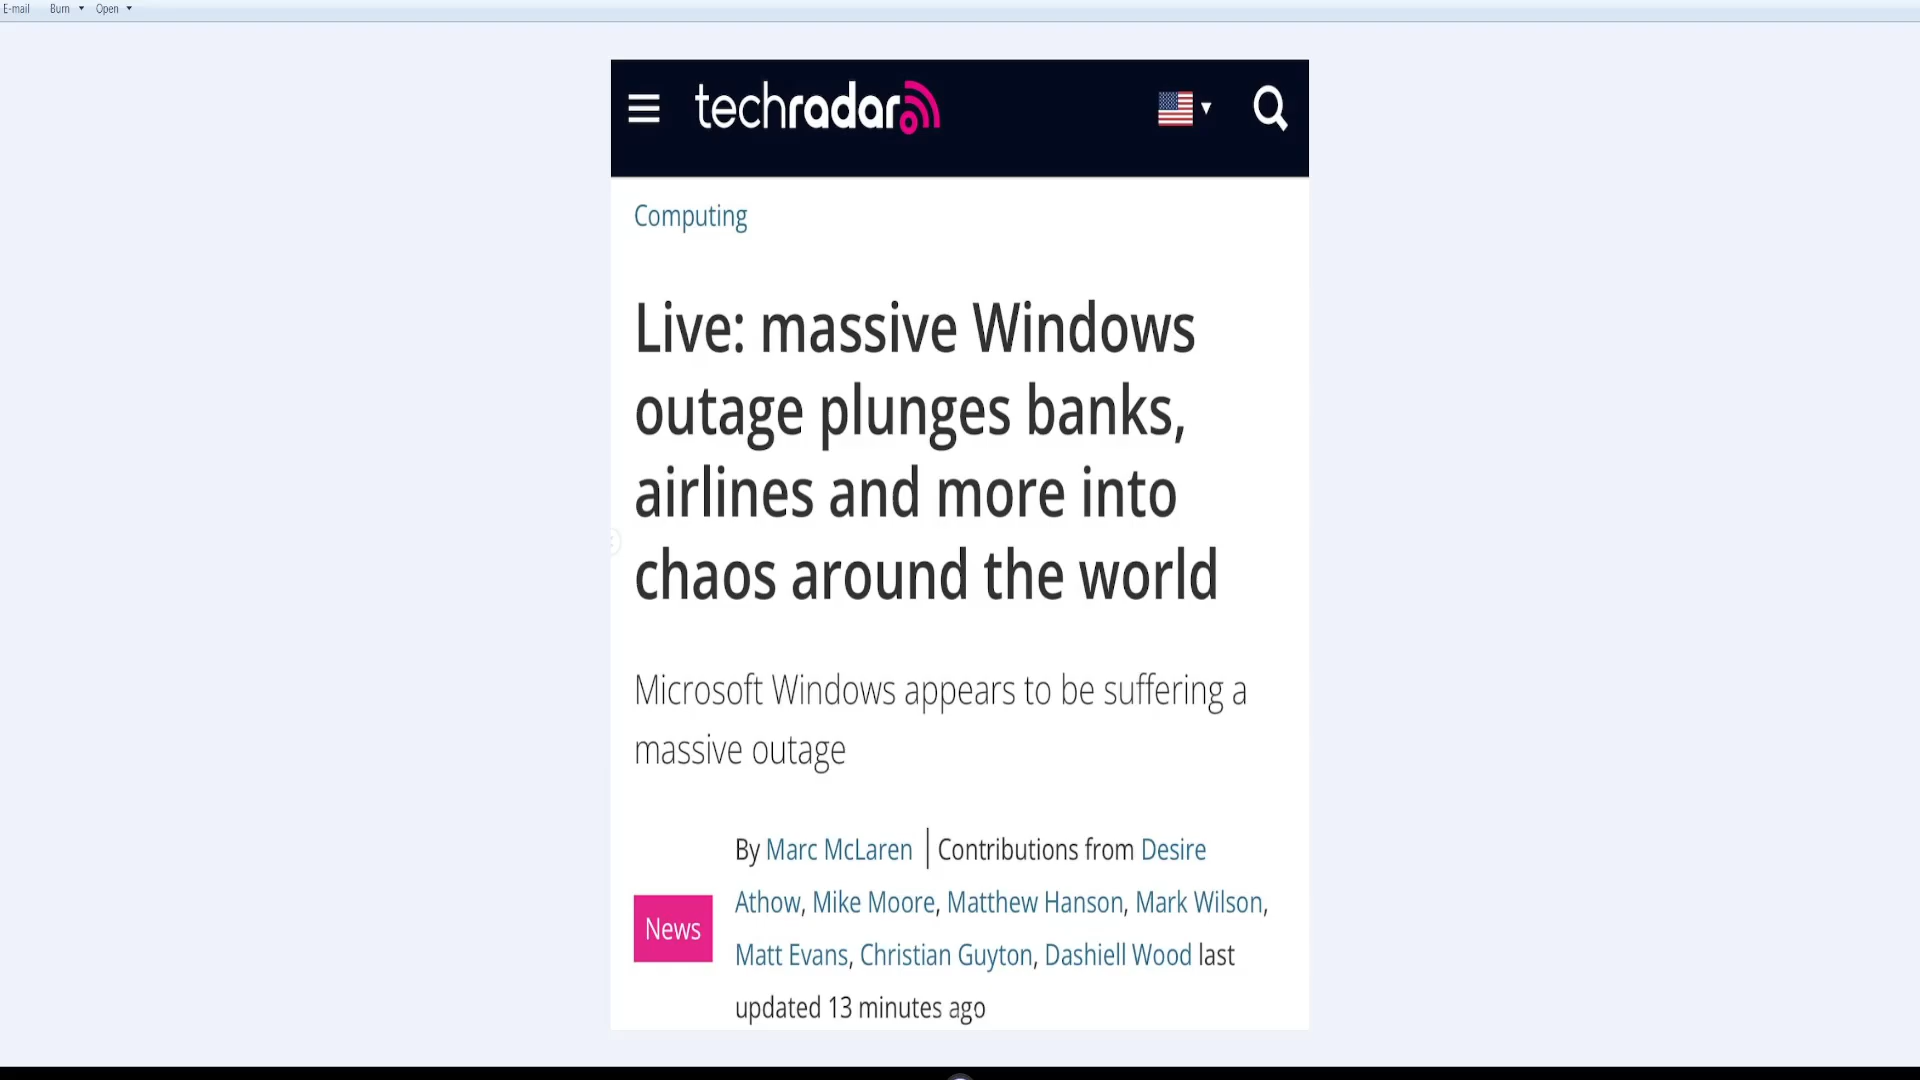 E-mail Burn Open
techradar
Computing
Live: massive Windows
outage plunges banks,
airlines and more into
chaos around the world
Microsoft Windows appears to be suffering a
massive outage
By Marc McLaren | Contributions from Desire
Athow, Mike Moore, Matthew Hanson, Mark Wilson,
News
Matt Evans, Christian Guyton, Dashiell Wood last
updated 13 minutes ago